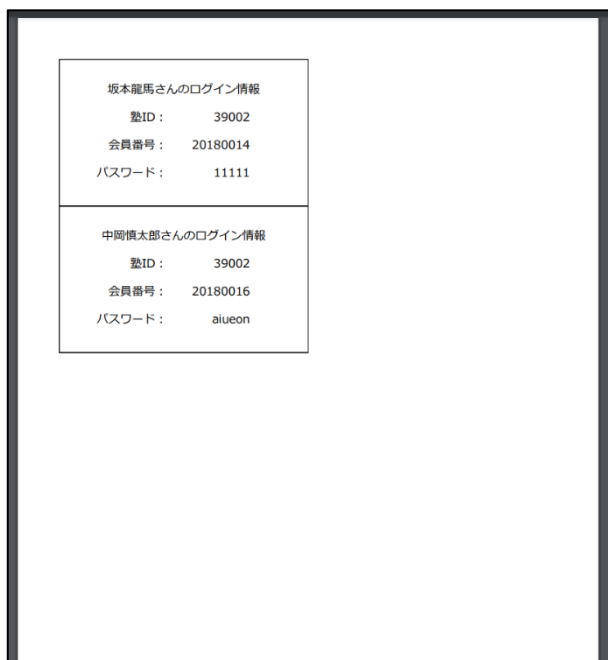 坂本龍馬さんのログイン情報
塾ID: 39002
会員番号: 20180014
パスワード: 11111
中岡慎太郎さんのログイン情報
塾ID: 39002
会員番号: 20180016
パスワード: aiueon